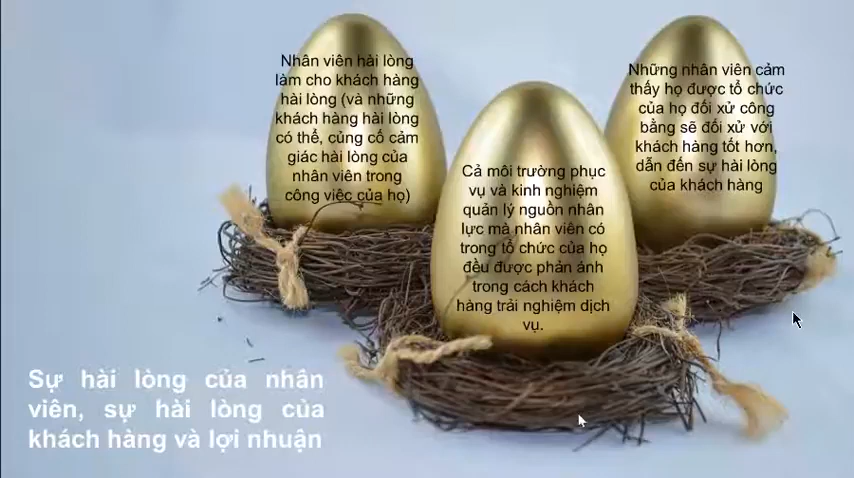 Nhân viên hài lòng
làm cho khách hàng
hài lòng (và những
khách hàng hài lòng
có thể, củng cố cảm
giác hài lòng của
nhân viên trong
công việc của họ)
Cả môi trường phục
vụ và kinh nghiệm
quản lý nguồn nhân
lực mà nhân viên có
trong tổ chức của họ
đều được phản ánh
trong cách khách
hàng trải nghiệm dịch
vụ.
Những nhân viên cảm
thấy họ được tổ chức
của họ đối xử công
bằng sẽ đối xử với
khách hàng tốt hơn,
dẫn đến sự hài lòng
của khách hàng
Sự hài lòng của nhân
viên, sự hài lòng của
khách hàng và lợi nhuận